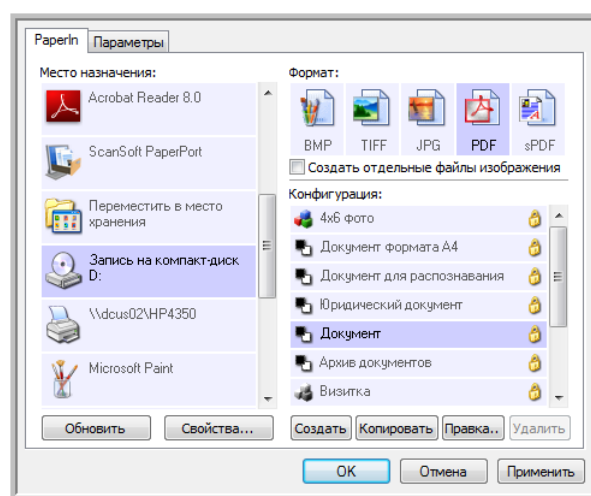 PaperIn
Параметры
Место назначения:
Acrobat Reader 8.0
ScanSoft PaperPort
Переместить в место
хранения
Запись на компакт-диск
D:
\\dcus02\HP4350
Microsoft Paint
Обновить
Свойства...
Формат:
BMP
TIFF
JPG
PDF
sPDF
Создать отдельные файлы изображения
Конфигурация:
4x6 фото
Документ формата A4
Документ для распознавания
Юридический документ
Документ
Архив документов
Визитка
Создать
Копировать
Правка..
Удалить
OK
Отмена
Применить